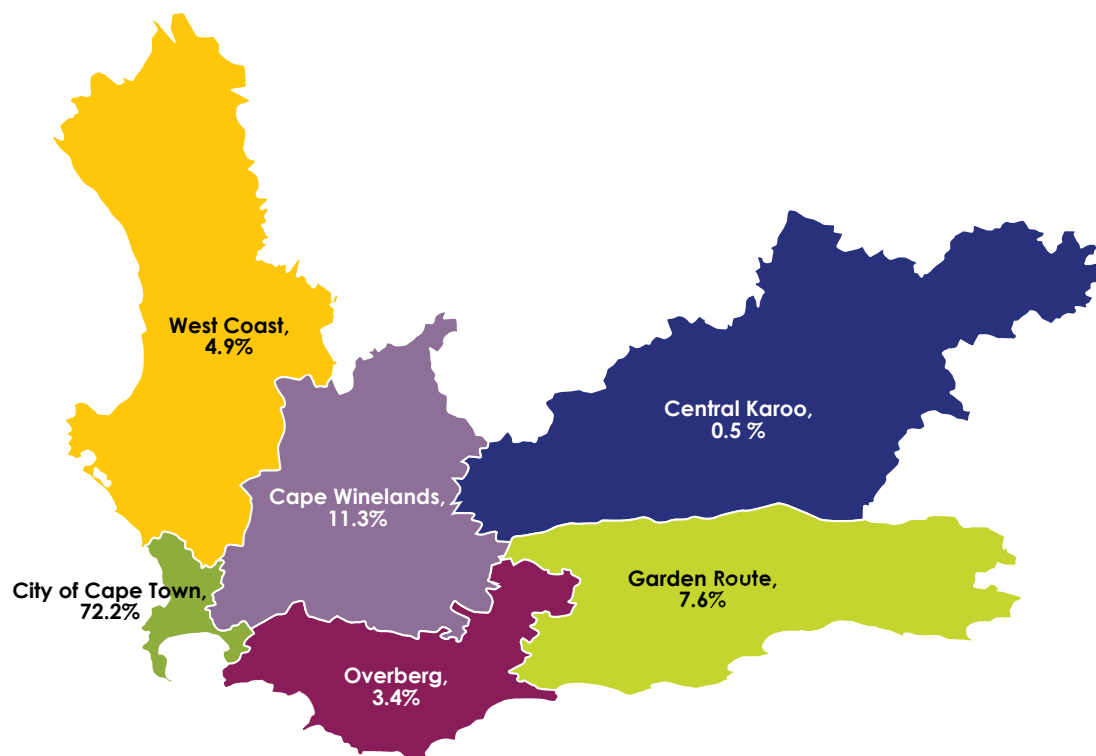 West Coast,
4.9%
Central Karoo,
0.5 %
Cape Winelands,
11.3%
City of Cape Town,
72.2%
Garden Route,
7.6%
Overberg,
3.4%